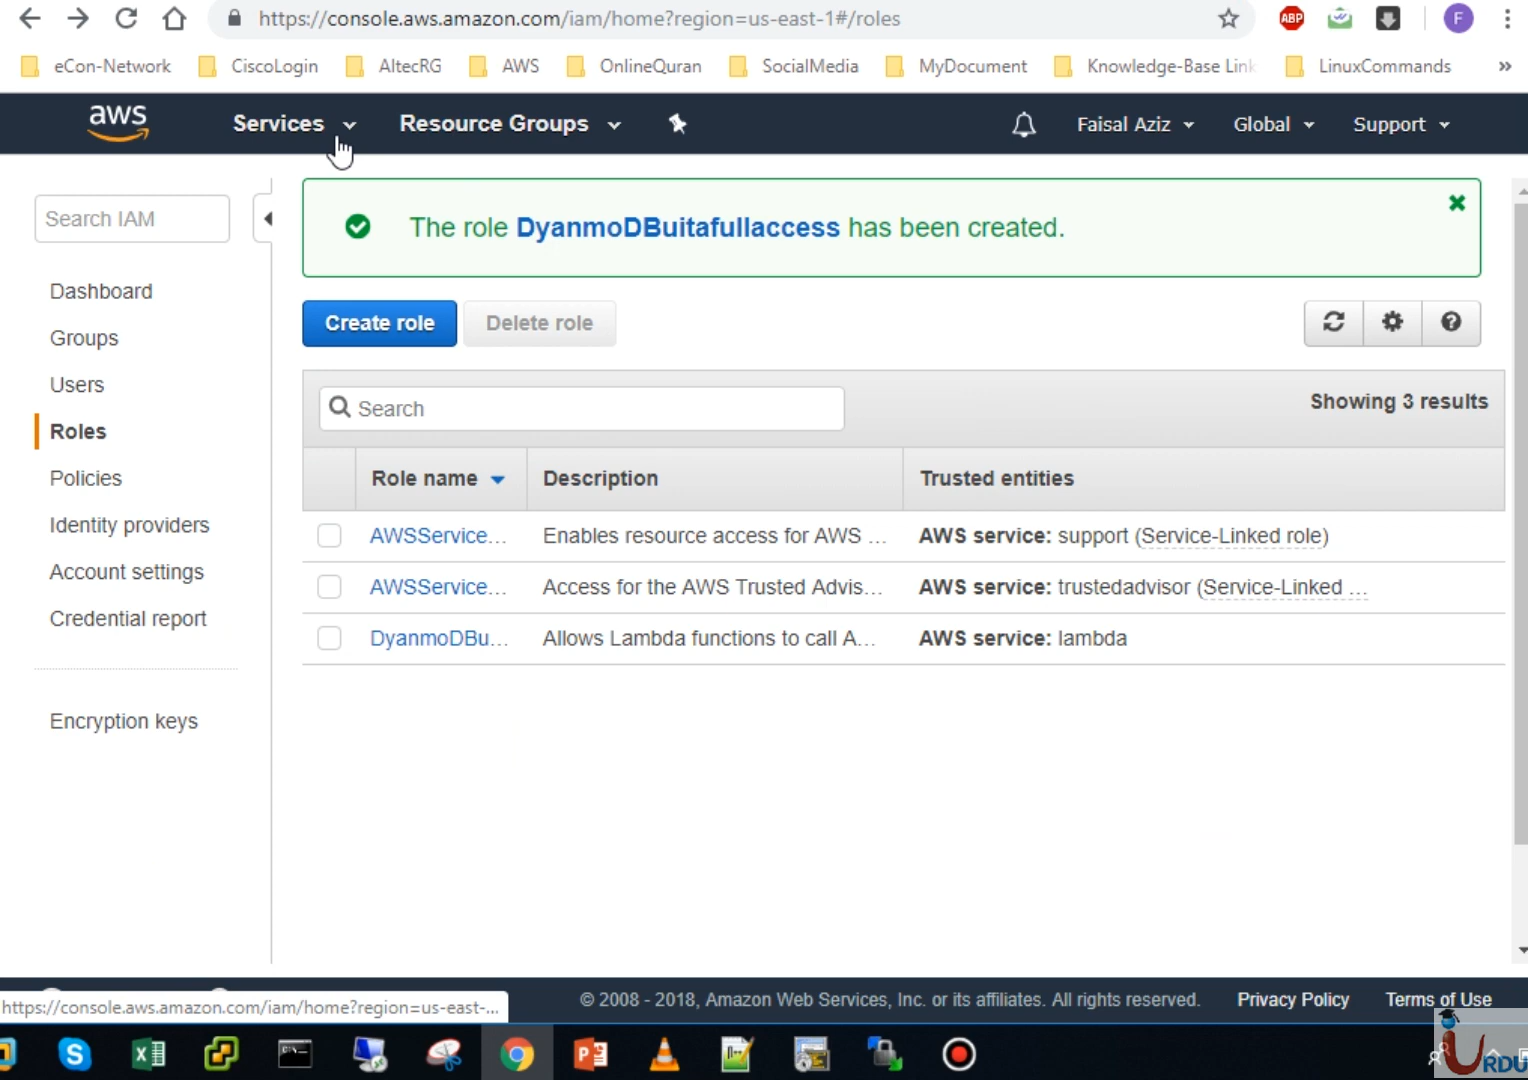 https://console.aws.amazon.com/iam/home?region=us-east-1#/roles
ABP
F
eCon-Network CiscoLogin AltecRG AWS OnlineQuran SocialMedia MyDocument Knowledge-Base Link LinuxCommands »
aws Services Resource Groups Faisal Aziz Global Support
Search IAM
The role DyanmoDBuitafullaccess has been created.
Dashboard
Groups
Users
Roles
Policies
Identity providers
Account settings
Credential report
Encryption keys
Create role Delete role
Search
Showing 3 results
Role name Description Trusted entities
AWSService... Enables resource access for AWS ... AWS service: support (Service-Linked role)
AWSService... Access for the AWS Trusted Advis... AWS service: trustedadvisor (Service-Linked ...
DyanmoDBu... Allows Lambda functions to call A... AWS service: lambda
https://console.aws.amazon.com/iam/home?region=us-east-...
© 2008 - 2018, Amazon Web Services, Inc. or its affiliates. All rights reserved. Privacy Policy Terms of Use
URDU